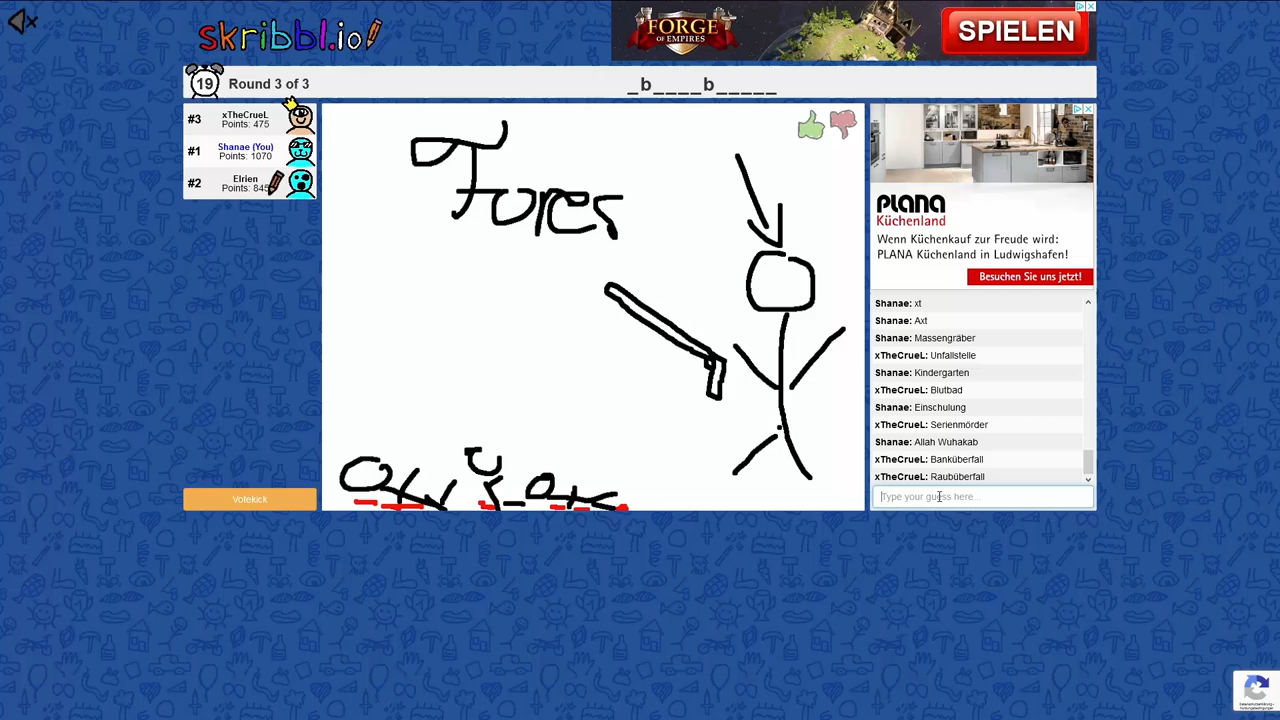 skribbl.io
FORGE
OF EMPIRES
SPIELEN
19
Round 3 of 3
_b____b_____
#3
xTheCrueL
Points: 475
#1
Shanae (You)
Points: 1070
#2
Elrien
Points: 845
Votekick
PLANA
Küchenland
Wenn Küchenkauf zur Freude wird:
PLANA Küchenland in Ludwigshafen!
Besuchen Sie uns jetzt!
Shanae: xt
Shanae: Axt
Shanae: Massengräber
xTheCrueL: Unfallstelle
Shanae: Kindergarten
xTheCrueL: Blutbad
Shanae: Einschulung
xTheCrueL: Serienmörder
Shanae: Allah Wuhakab
xTheCrueL: Banküberfall
xTheCrueL: Raubüberfall
Type your guess here...